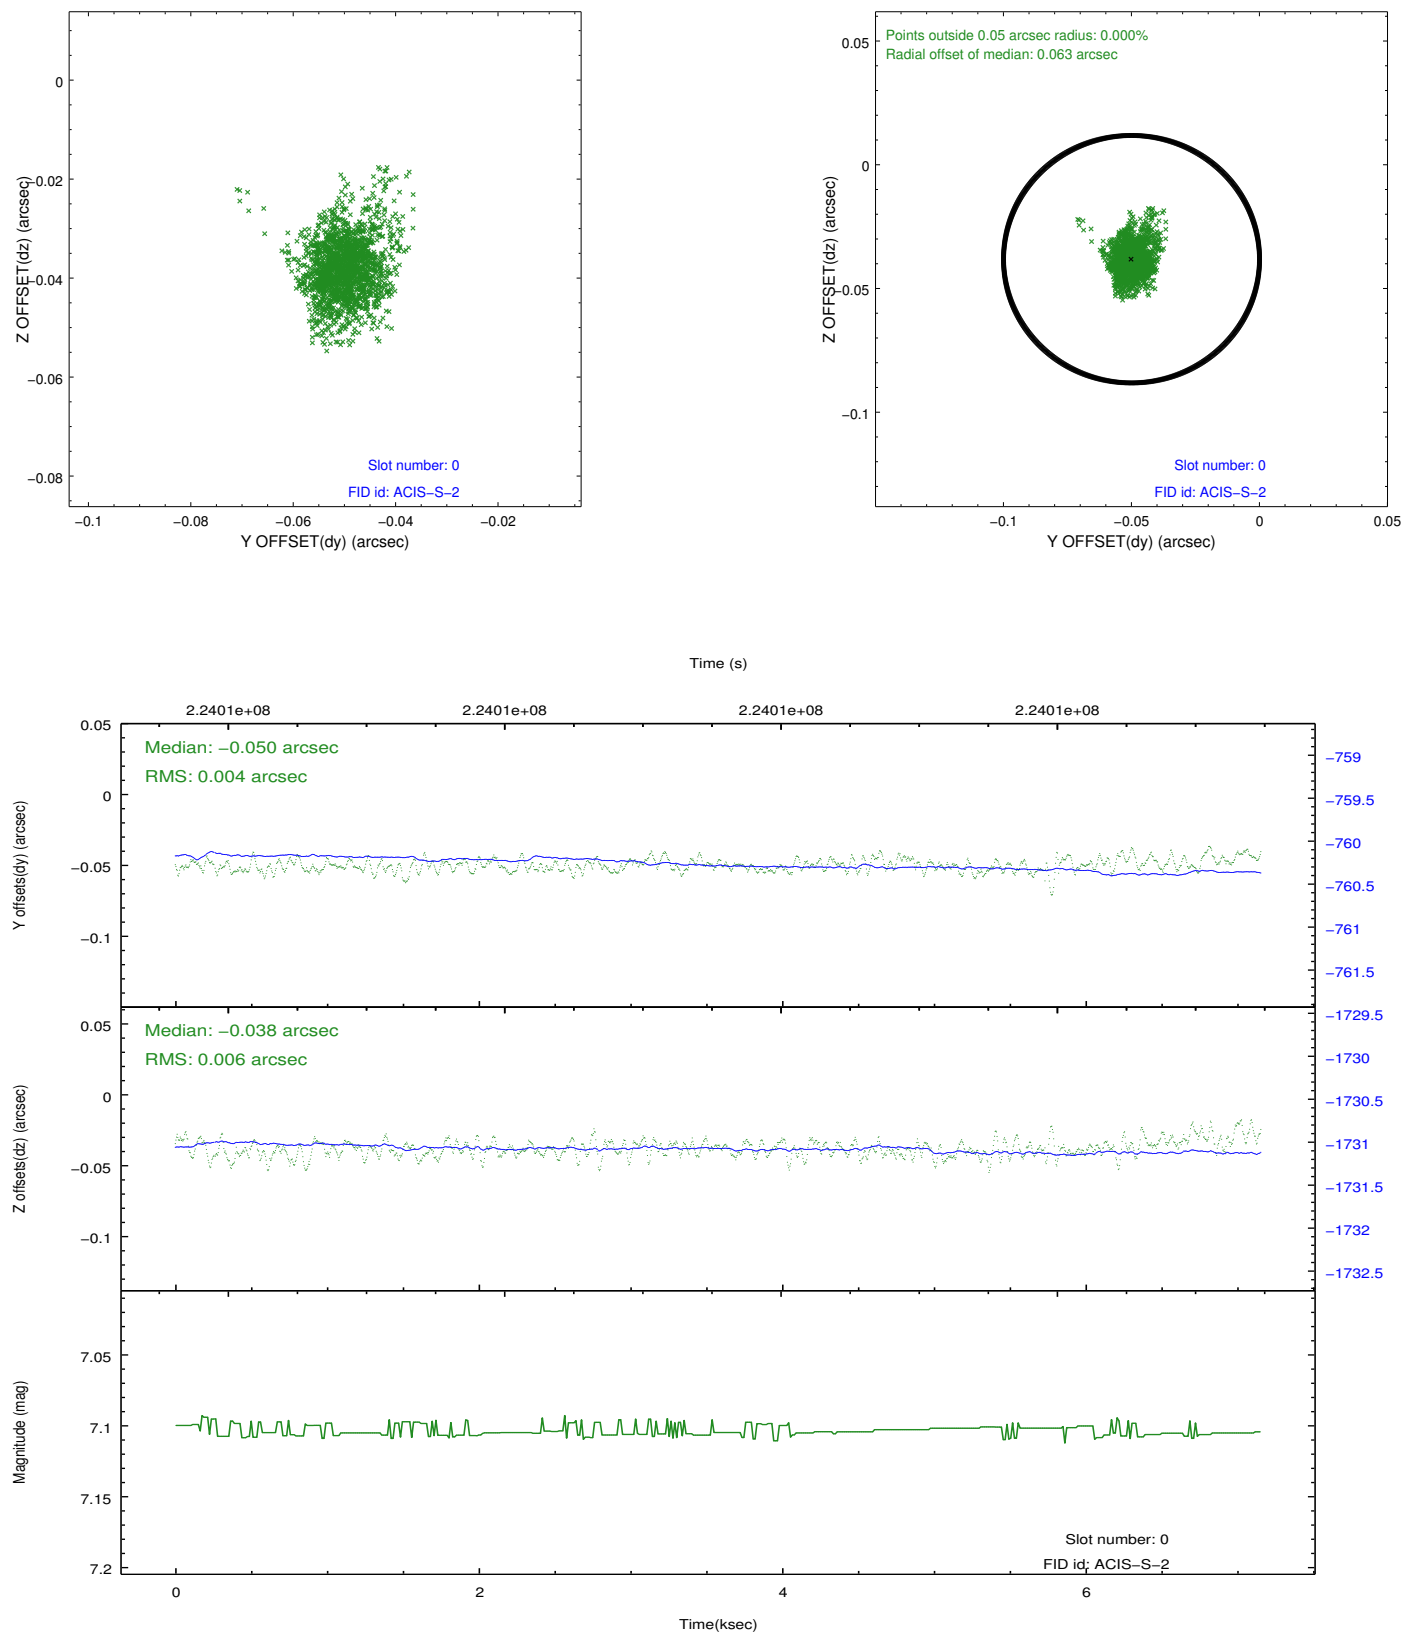 0
−0.02
−0.04
−0.06
−0.08
Z OFFSET(dz) (arcsec)
Slot number: 0
FID id: ACIS−S−2
−0.1
−0.08
−0.06
−0.04
−0.02
Y OFFSET(dy) (arcsec)
Points outside 0.05 arcsec radius: 0.000%
Radial offset of median: 0.063 arcsec
0.05
0
−0.05
−0.1
Z OFFSET(dz) (arcsec)
Slot number: 0
FID id: ACIS−S−2
−0.1
−0.05
0
0.05
Y OFFSET(dy) (arcsec)
Time (s)
2.2401e+08
2.2401e+08
2.2401e+08
2.2401e+08
0.05
0
−0.05
−0.1
Y offsets(dy) (arcsec)
Median: −0.050 arcsec
RMS: 0.004 arcsec
−759
−759.5
−760
−760.5
−761
−761.5
0.05
0
−0.05
−0.1
Z offsets(dz) (arcsec)
Median: −0.038 arcsec
RMS: 0.006 arcsec
−1729.5
−1730
−1730.5
−1731
−1731.5
−1732
−1732.5
7.05
7.1
7.15
7.2
Magnitude (mag)
Slot number: 0
FID id: ACIS−S−2
0
2
4
6
Time(ksec)